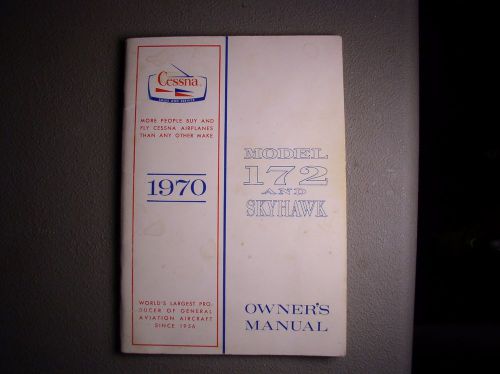 Cessna
SALES AND SERVICE
MORE PEOPLE BUY AND
FLY CESSNA AIRPLANES
THAN ANY OTHER MAKE
1970
WORLD'S LARGEST PRO-
DUCER OF GENERAL
AVIATION AIRCRAFT
SINCE 1956
MODEL
172
AND
SKYHAWK
OWNER'S
MANUAL